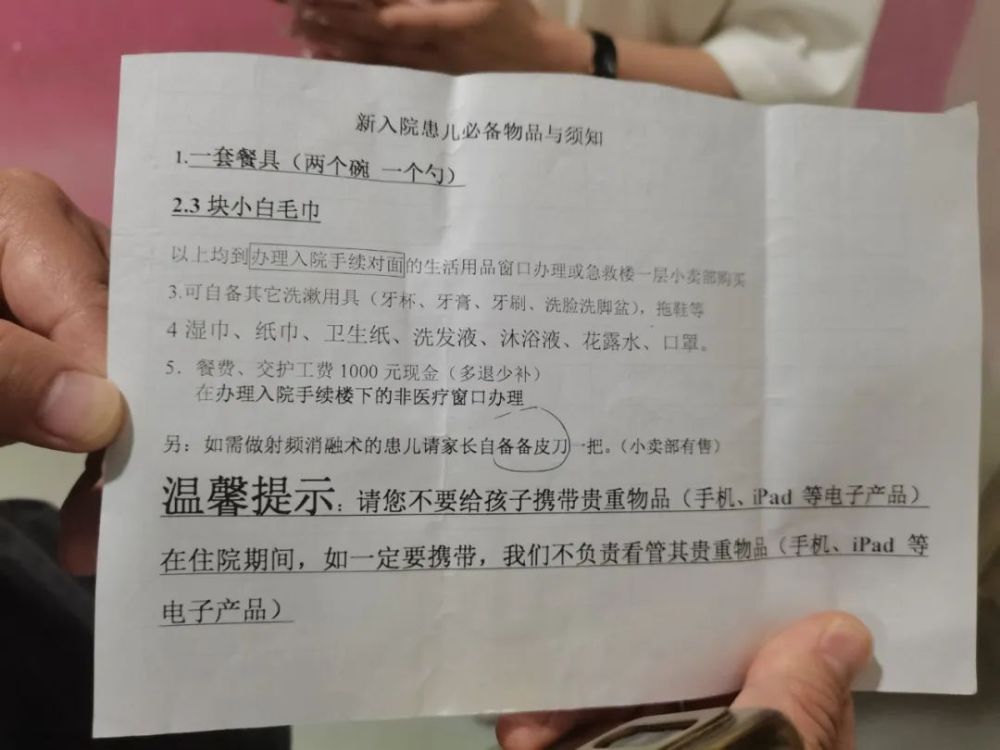 新入院患儿必备物品与须知
1.一套餐具（两个碗 一个勺）
2.3块小白毛巾
以上均到办理入院手续对面的生活用品窗口办理或急救楼一层小卖部购买
3.可自备其它洗漱用具（牙杯、牙膏、牙刷、洗脸洗脚盆），拖鞋等
4 湿巾、纸巾、卫生纸、洗发液、沐浴液、花露水、口罩。
5. 餐费、交护工费1000元现金（多退少补）
在办理入院手续楼下的非医疗窗口办理
另：如需做射频消融术的患儿请家长自备备皮刀一把。（小卖部有售）
温馨提示：请您不要给孩子携带贵重物品（手机、iPad 等电子产品）
在住院期间，如一定要携带，我们不负责看管其贵重物品（手机、iPad 等
电子产品）